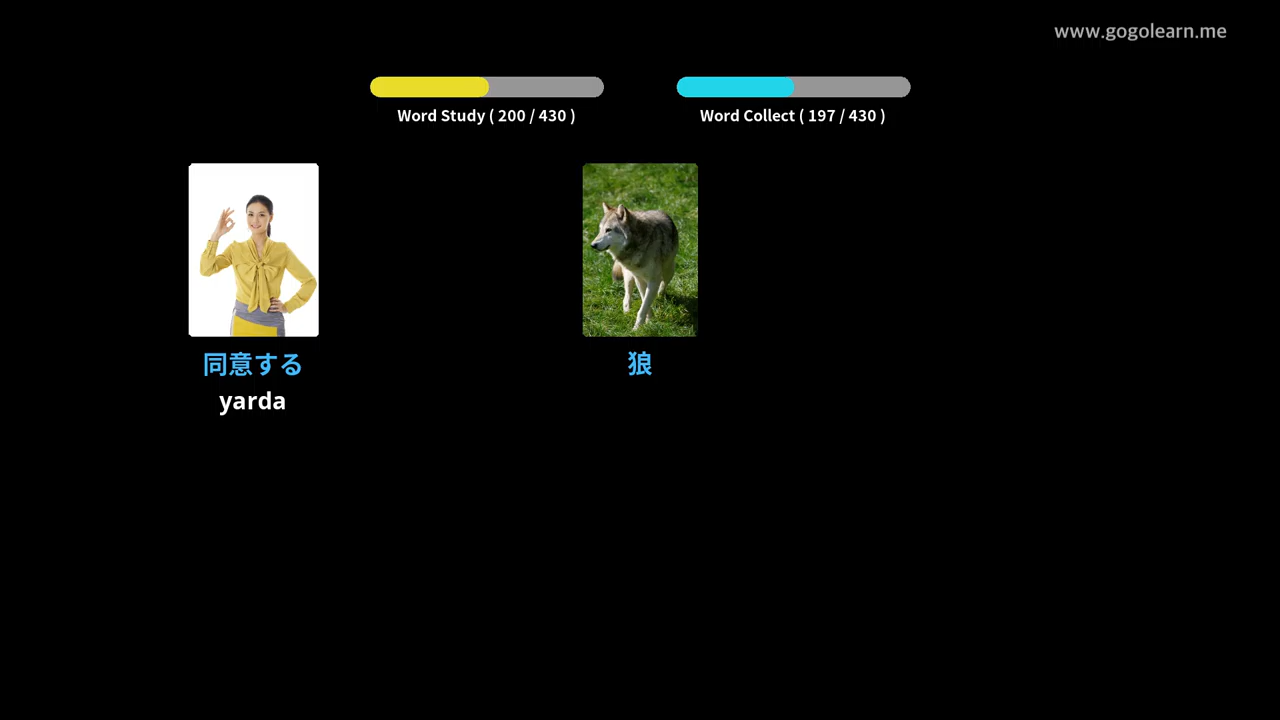 www.gogolearn.me
Word Study ( 200 / 430 )
Word Collect ( 197 / 430 )
同意する
yarda
狼